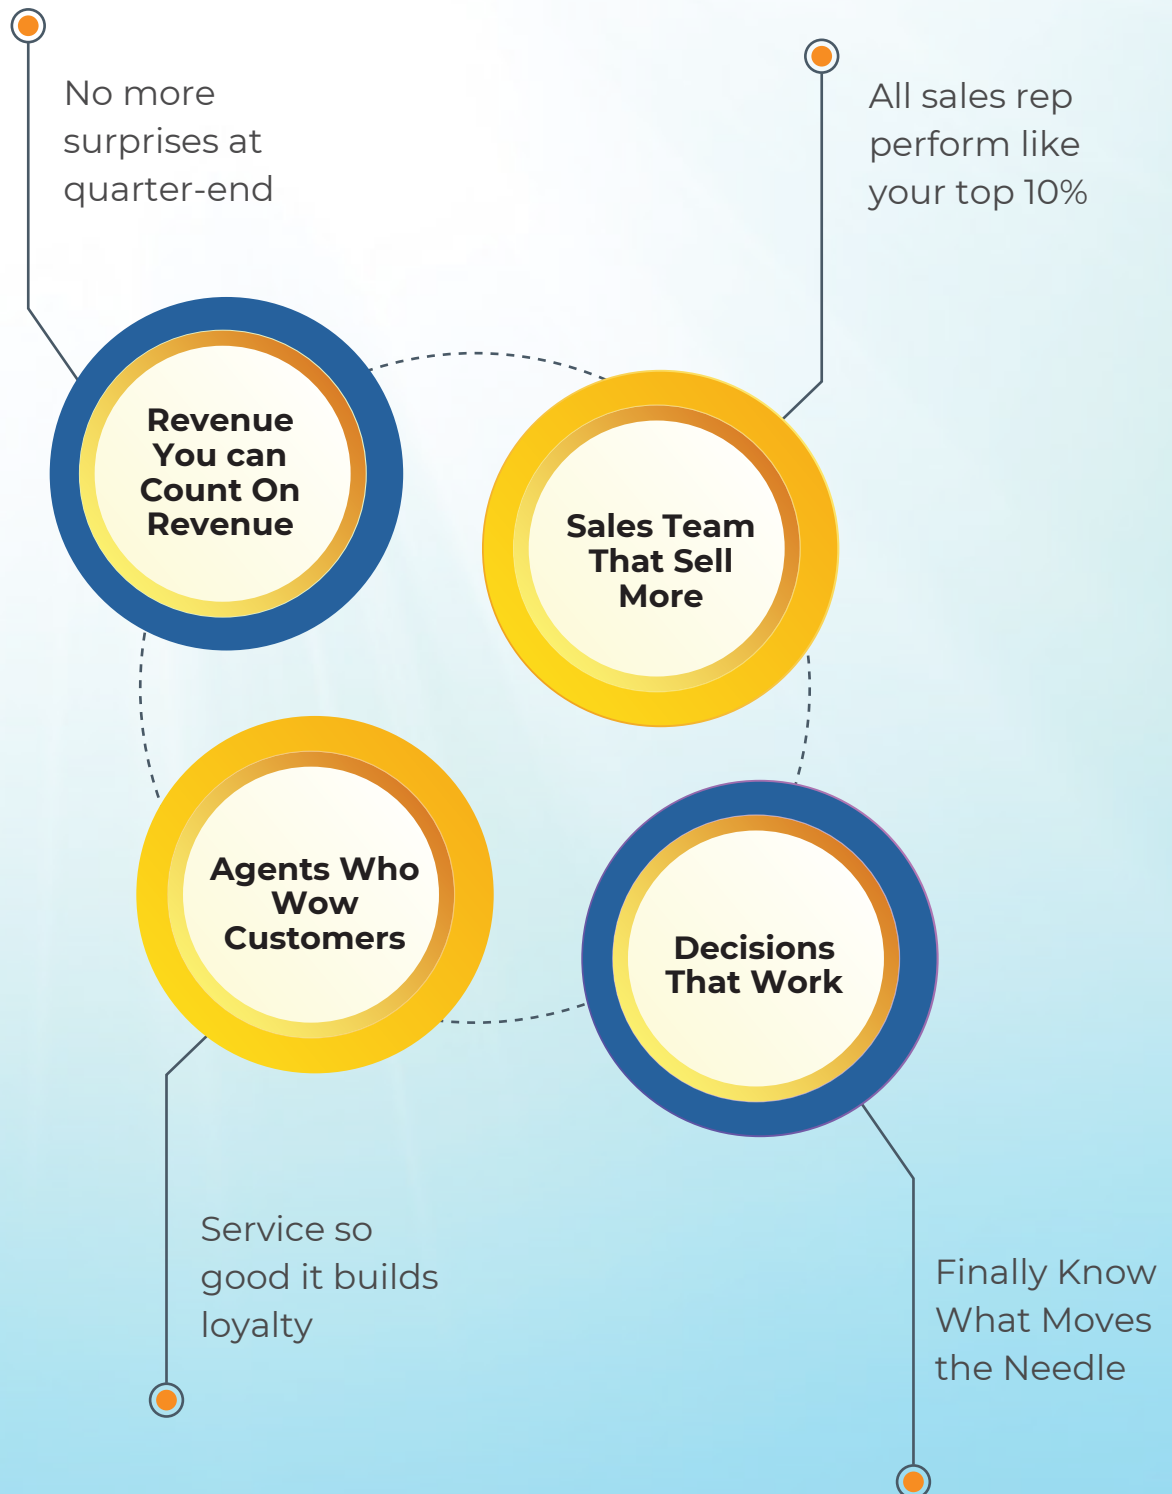 No more
surprises at
quarter-end
All sales rep
perform like
your top 10%
Revenue
You can
Count On
Revenue
Sales Team
That Sell
More
Agents Who
Wow
Customers
Decisions
That Work
Service so
good it builds
loyalty
Finally Know
What Moves
the Needle